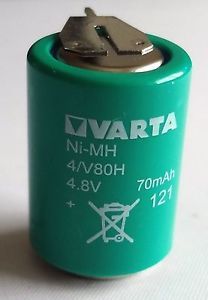 VARTA
Ni-MH
4/V80H
4.8V 70mAh
+ 121